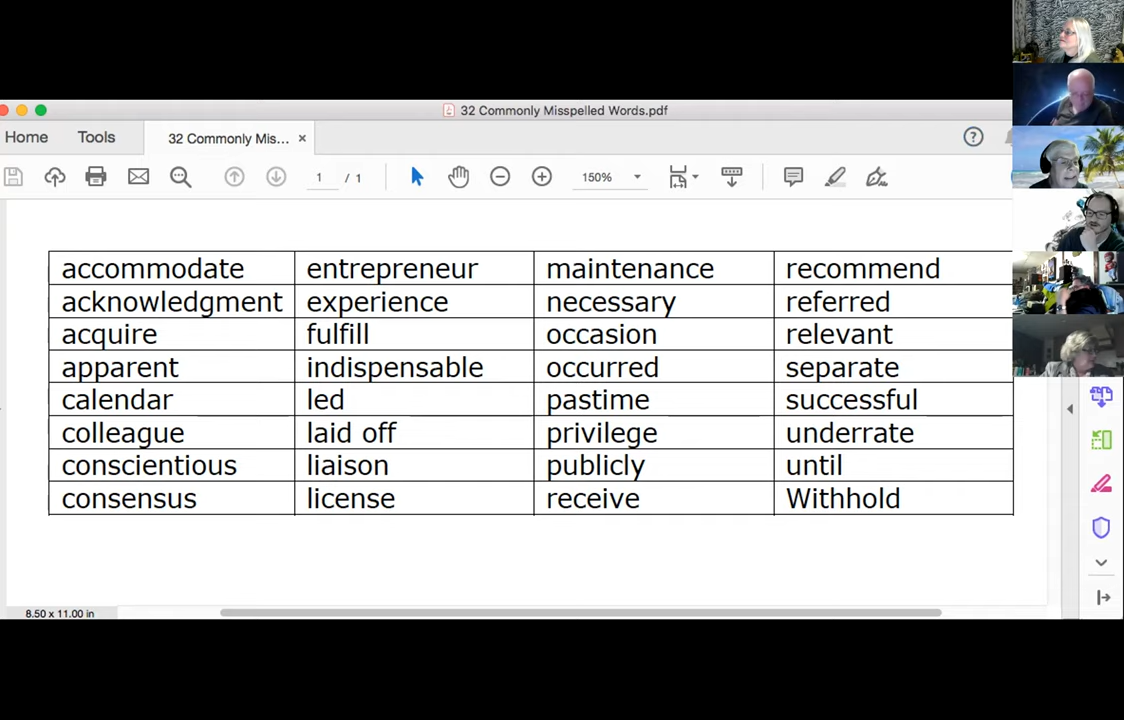 32 Commonly Misspelled Words.pdf
Home Tools 32 Commonly Mis... ×
1 / 1 150%
accommodate entrepreneur maintenance recommend
acknowledgment experience necessary referred
acquire fulfill occasion relevant
apparent indispensable occurred separate
calendar led pastime successful
colleague laid off privilege underrate
conscientious liaison publicly until
consensus license receive Withhold
8.50 x 11.00 in